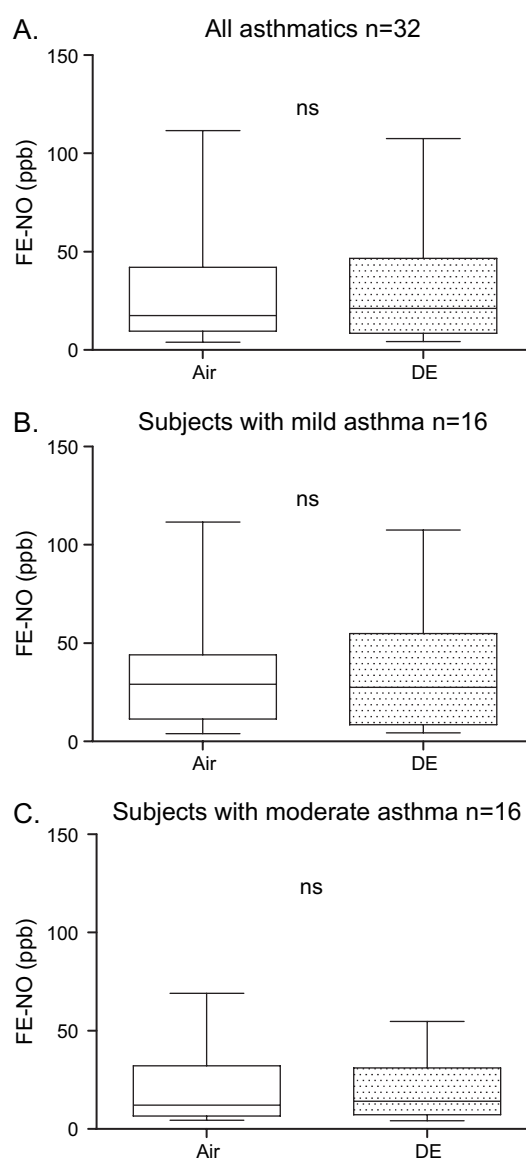 A. All asthmatics n=32
150
ns
100
FE-NO (ppb)
50
0
Air DE
B. Subjects with mild asthma n=16
150
ns
100
FE-NO (ppb)
50
0
Air DE
C. Subjects with moderate asthma n=16
150
ns
100
FE-NO (ppb)
50
0
Air DE